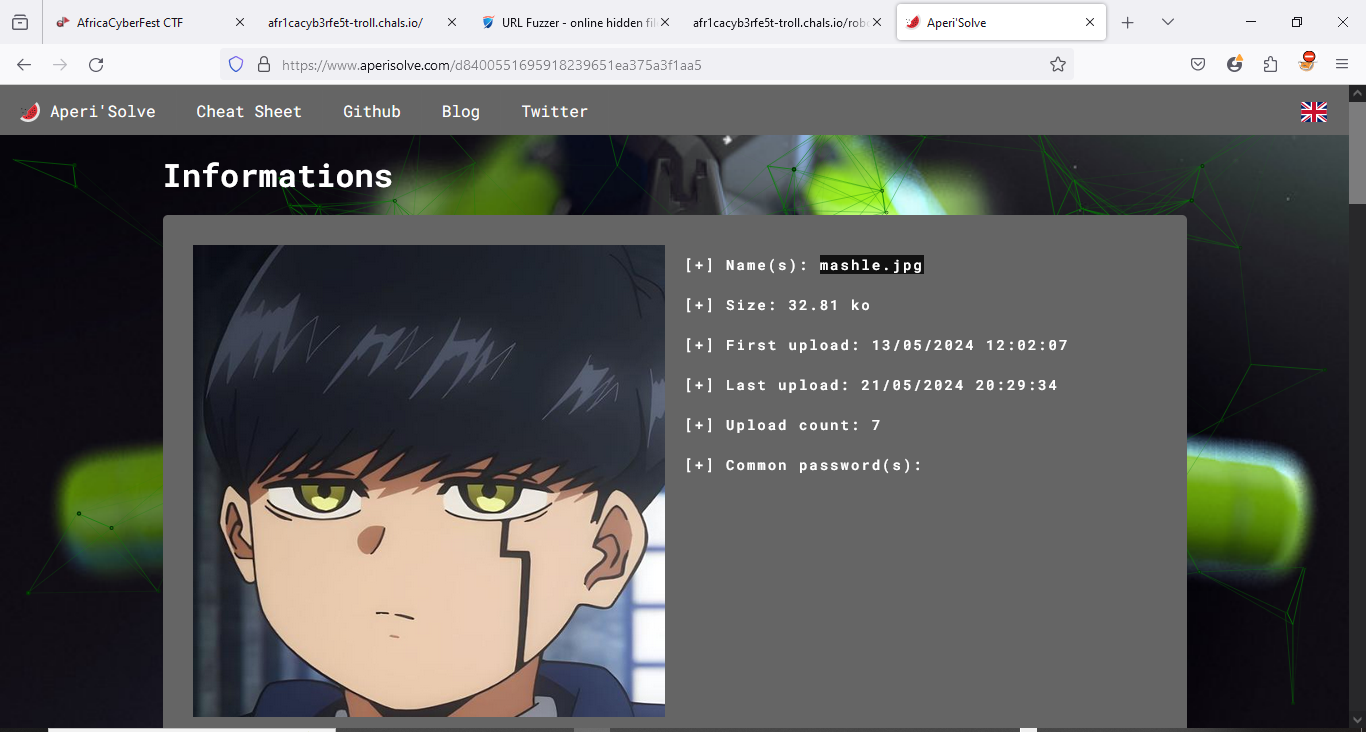 AfricaCyberFest CTF
afr1cacyb3rfe5t-troll.chals.io/
URL Fuzzer - online hidden fil
afr1cacyb3rfe5t-troll.chals.io/rob
Aperi'Solve
https://www.aperisolve.com/d8400551695918239651ea375a3f1aa5
Aperi'Solve
Cheat Sheet
Github
Blog
Twitter
Informations
[+] Name(s): mashle.jpg
[+] Size: 32.81 ko
[+] First upload: 13/05/2024 12:02:07
[+] Last upload: 21/05/2024 20:29:34
[+] Upload count: 7
[+] Common password(s):